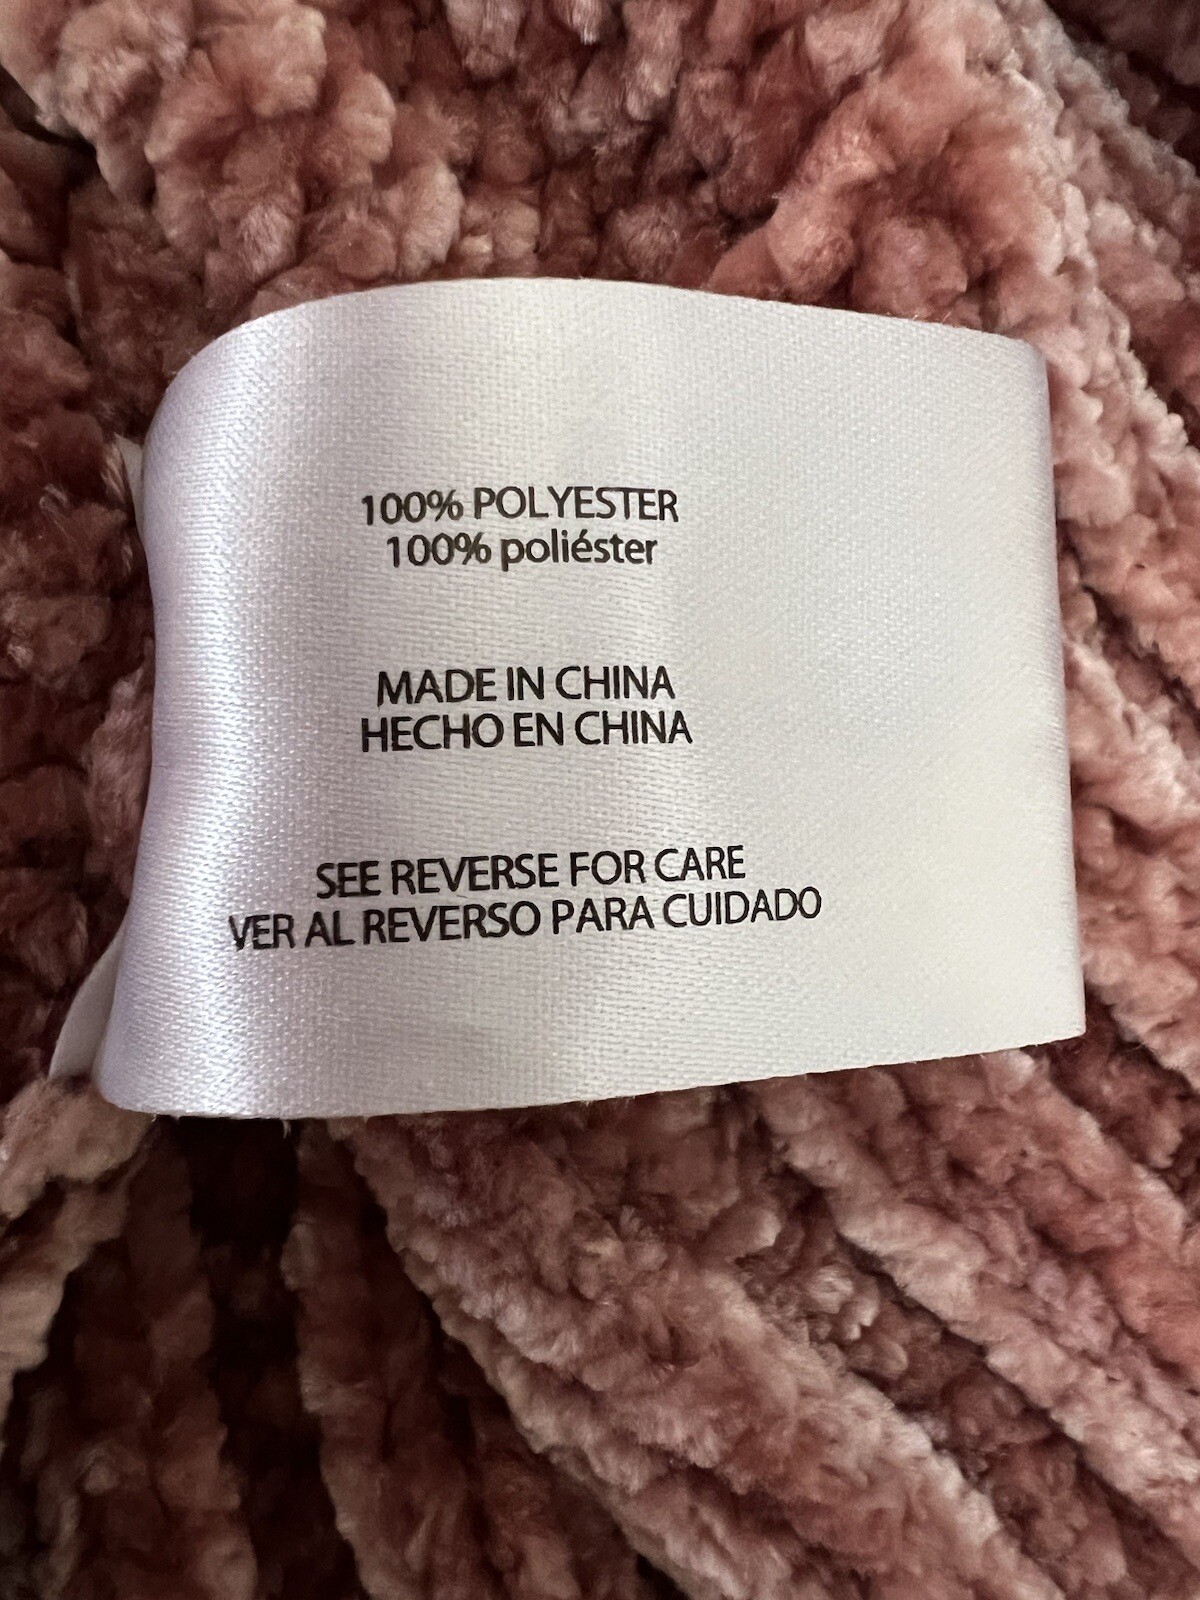 100% POLYESTER
100% poliéster
MADE IN CHINA
HECHO EN CHINA
SEE REVERSE FOR CARE
VER AL REVERSO PARA CUIDADO